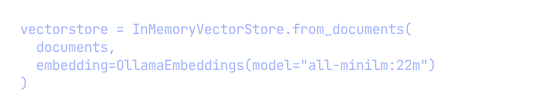 vectorstore = InMemoryVectorStore.from_documents(
  documents,
  embedding=OllamaEmbeddings(model="all-minilm:22m")
)